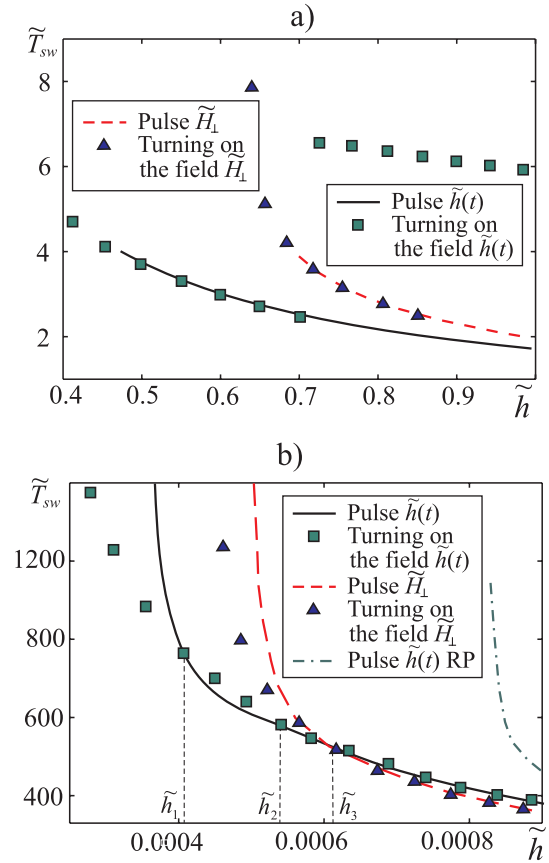 a)
T̃sw
8
6
4
2
Pulse H̃⊥
Turning on
the field H̃⊥
Pulse h̃(t)
Turning on
the field h̃(t)
0.4 0.5 0.6 0.7 0.8 0.9 h̃
b)
T̃sw
1200
800
600
400
Pulse h̃(t)
Turning on
the field h̃(t)
Pulse H̃⊥
Turning on
the field H̃⊥
Pulse h̃(t) RP
h̃1 h̃2 h̃3
0.0004 0.0006 0.0008 h̃